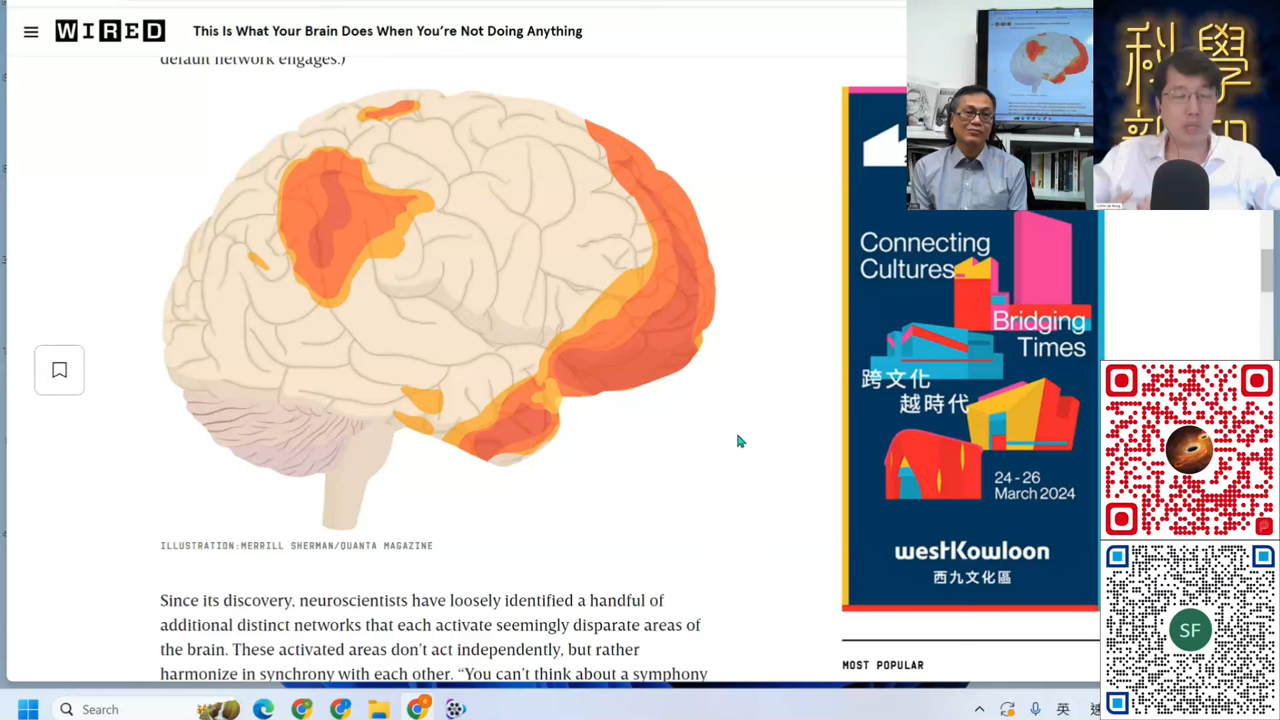 WIRED
This Is What Your Brain Does When You're Not Doing Anything
default network engages.)
ILLUSTRATION:MERRILL SHERMAN/QUANTA MAGAZINE
Since its discovery, neuroscientists have loosely identified a handful of
additional distinct networks that each activate seemingly disparate areas of
the brain. These activated areas don't act independently, but rather
harmonize in synchrony with each other. “You can't think about a symphony
Connecting
Cultures
Bridging
Times
跨文化
越時代
24 - 26
March 2024
westKowloon
西九文化區
MOST POPULAR
科學
SF
Search
英